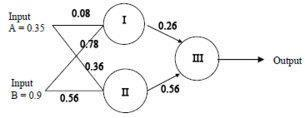 Input
A = 0.35
0.08
I
0.26
0.78
III
Output
0.36
Input
B = 0.9
0.56
II
0.56